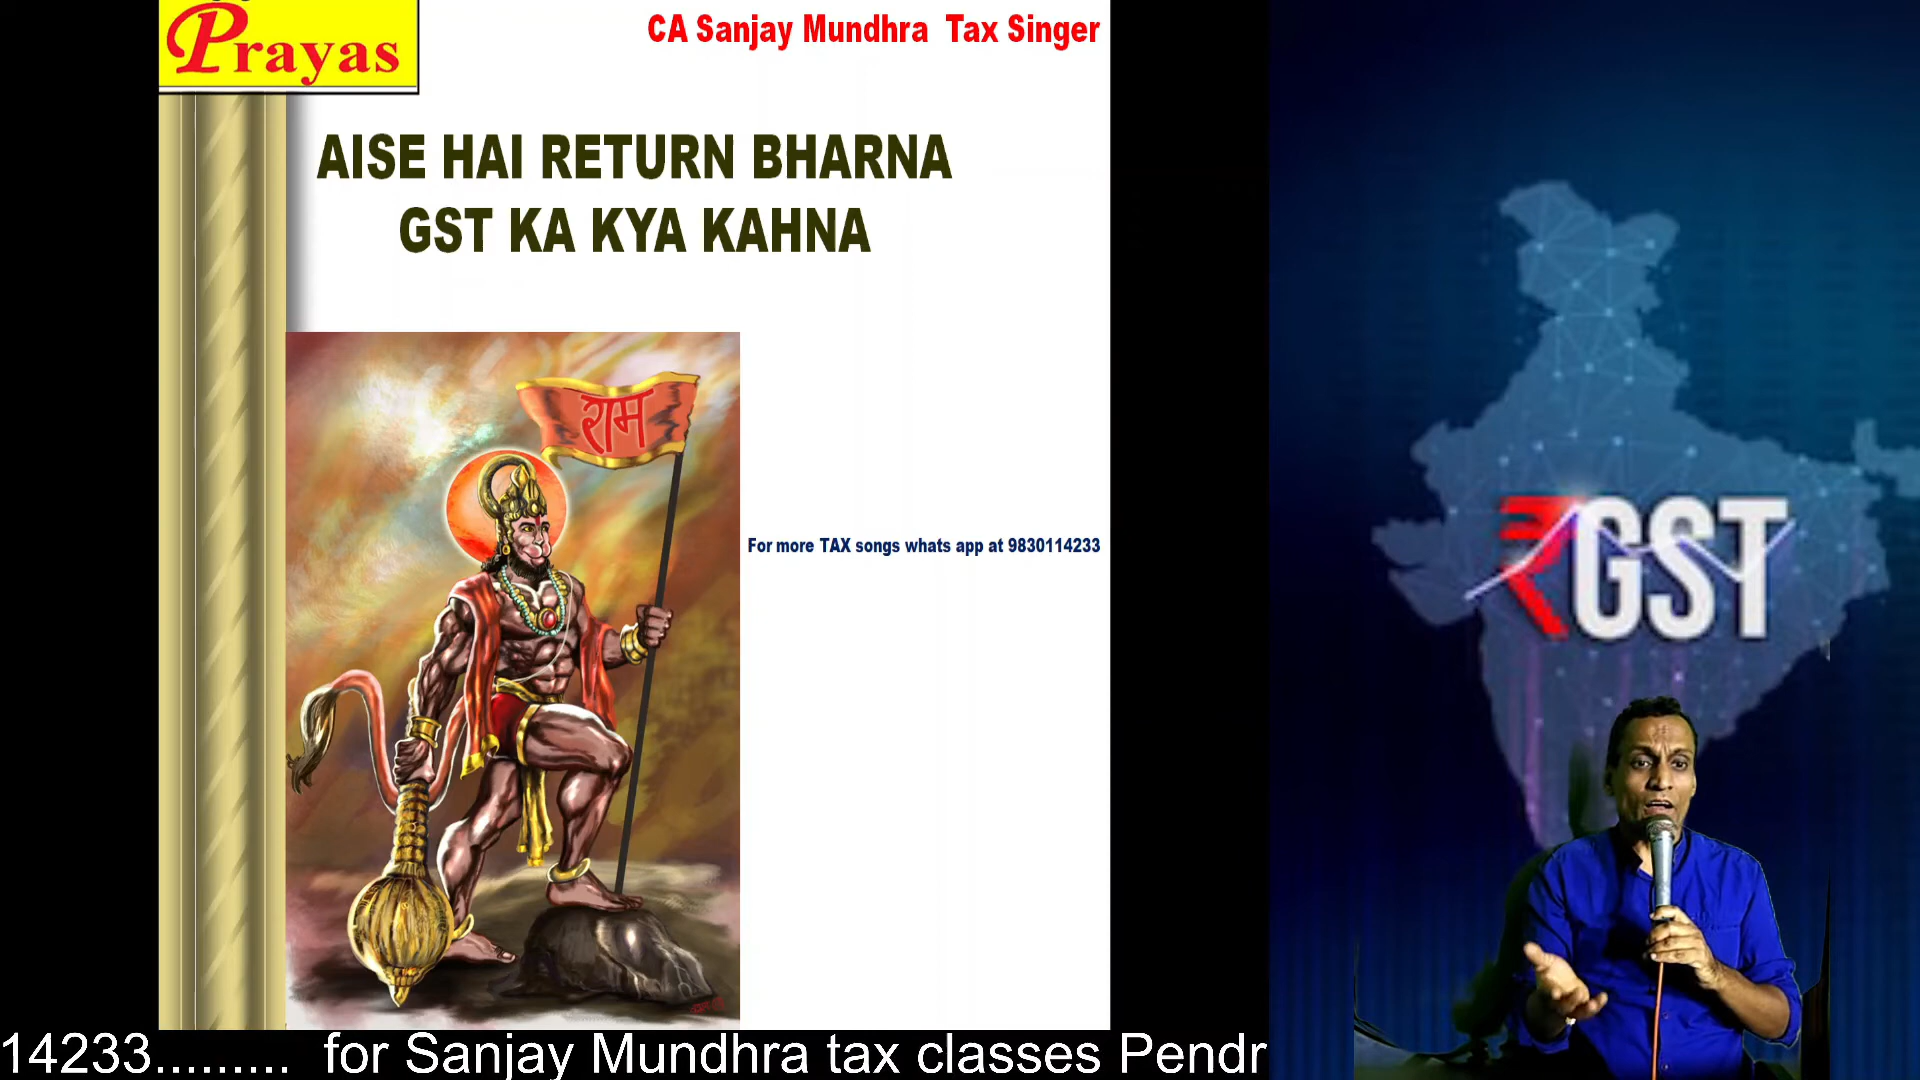 Prayas
CA Sanjay Mundhra Tax Singer
AISE HAI RETURN BHARNA
GST KA KYA KAHNA
राम
For more TAX songs whats app at 9830114233
₹GST
14233......... for Sanjay Mundhra tax classes Pendr